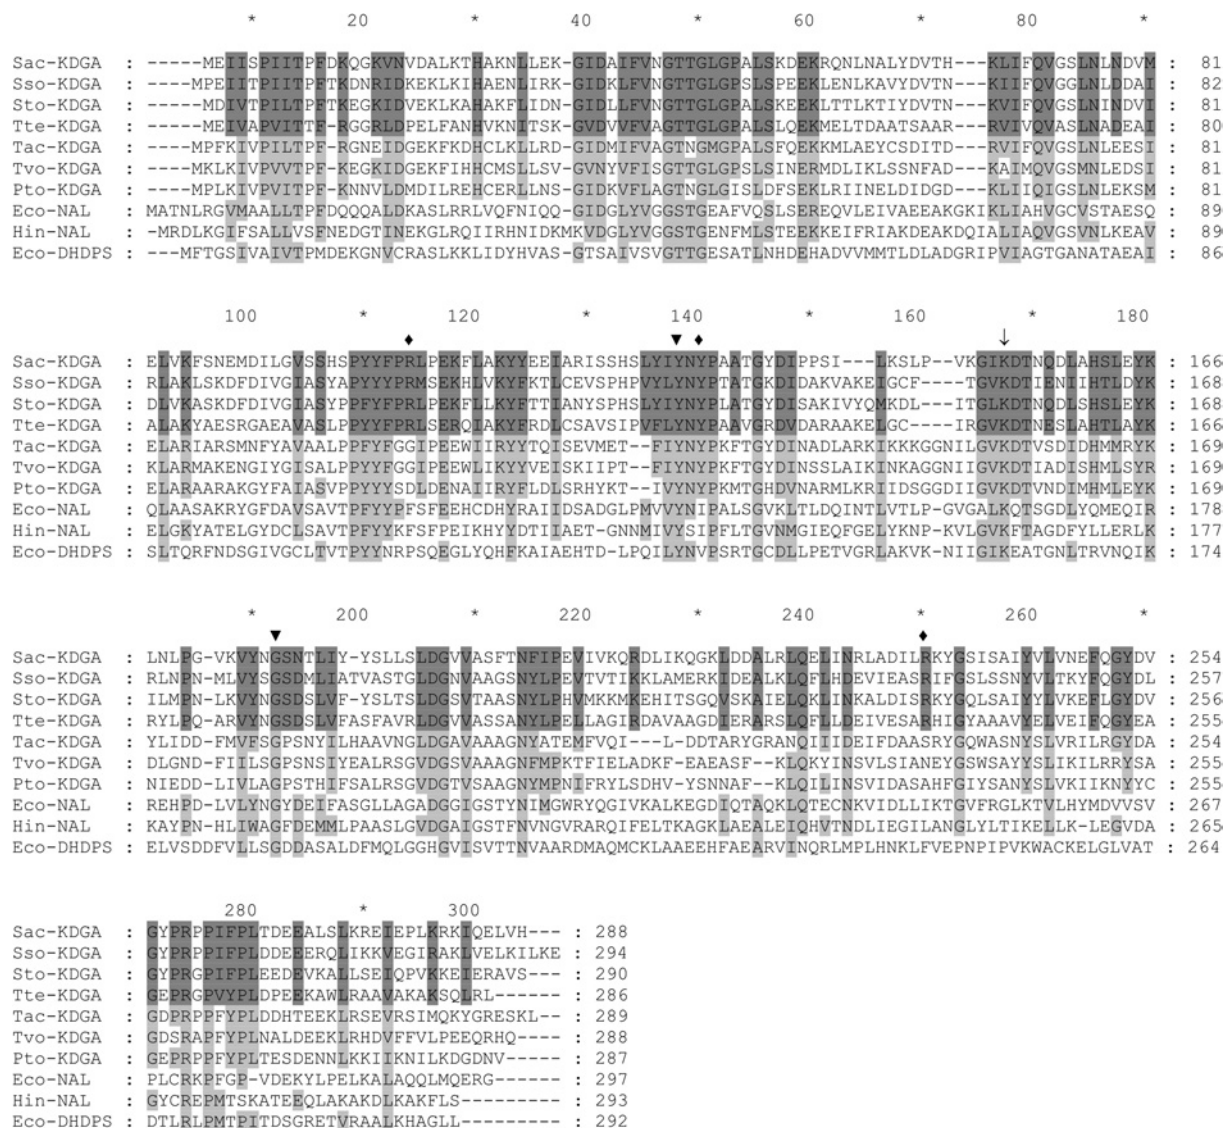 * 20 * 40 * 60 * 80 *
Sac-KDGA : -----MEIISPIITPFDKQGKVNVDALKTHAKNLLEK-GIDAIFVNGTTGLGPALSKDEKRQNLNALYDVTH---KLIFQVGSLNLNDVM : 81
Sso-KDGA : ----MPEIITPIITPFTKDNRIDKEKLKIHAENLIRK-GIDKLFVNGTTGLGPSLSPEEKLENLKAVYDVTN---KIIFQVGGLNLDDAI : 82
Sto-KDGA : -----MDIVTPILTPFTKEGKIDVEKLKAHAKFLIDN-GIDLLFVNGTTGLGPALSKEEKLTTLKTIYDVTN---KVIFQVGSLNINDVI : 81
Tte-KDGA : -----MEIVAPVITTF-RGGRLDPELFANHVKNITSK-GVDVVFVAGTTGLGPALSLQEKMELTDAATSAAR---RVIVQVASLNADEAI : 80
Tac-KDGA : ----MPFKIVPILTPF-RGNEIDGEKFKDHCLKLLRD-GIDMIFVAGTNGMGPALSFQEKKMLAEYCSDITD---RVIFQVGSLNLEESI : 81
Tvo-KDGA : ----MKLKIVPVVTPF-KEGKIDGEKFIHHCMSLLSV-GVNYVFISGTTGLGPSLSINERMDLIKLSSNFAD---KAIMQVGSMNLEDSI : 81
Pto-KDGA : ----MPLKIVPVITPF-KNNVLDMDILREHCERLLNS-GIDKVFLAGTNGLGISLDFSEKLRIINELDIDGD---KLIIQIGSLNLEKSM : 81
Eco-NAL : MATNLRGVMAALLTPFDQQQALDKASLRRLVQFNIQQ-GIDGLYVGGSTGEAFVQSLSEREQVLEIVAEEAKGKIKLIAHVGCVSTAESQ : 89
Hin-NAL : -MRDLKGIFSALLVSFNEDGTINEKGLRQIIRHNIDKMKVDGLYVGGSTGENFMLSTEEKKEIFRIAKDEAKDQIALIAQVGSVNLKEAV : 89
Eco-DHDPS : ---MFTGSIVAIVTPMDEKGNVCRASLKKLIDYHVAS-GTSAIVSVGTTGESATLNHDEHADVVMMTLDLADGRIPVIAGTGANATAEAI : 86
100 * ♦ 120 * ▼ 140 ♦ * 160 ↓ * 180
Sac-KDGA : ELVKFSNEMDILGVSSHSPYYFPRLPEKFLAKYYEEIARISSHSLYIYNYPAATGYDIPPSI---LKSLP--VKGIKDTNQDLAHSLEYK : 166
Sso-KDGA : RLAKLSKDFDIVGIASYAPYYYPRMSEKHLVKYFKTLCEVSPHPVYLYNYPTATGKDIDAKVAKEIGCF----TGVKDTIENIIHTLDYK : 168
Sto-KDGA : DLVKASKDFDIVGIASYPPYYFPRLPEKFLLKYFTTIANYSPHSLYIYNYPLATGYDISAKIVYQMKDL----ITGLKDTNQDLSHSLEYK : 168
Tte-KDGA : ALAKYAESRGAEAVASLPPYYFPRLSERQIAKYFRDLCSAVSIPVFLYNYPAAVGRDVDARAAKELGC----IRGVKDTNESLAHTLAYK : 166
Tac-KDGA : ELARIARSMNFYAVAALPPFYFGGIPEEWIIRYYTQISEVMET--FIYNYPKFTGYDINADLARKIKKKGGNILGVKDTVSDIDHMMRYK : 169
Tvo-KDGA : KLARMAKENGIYGISALPPYYFGGIPEEWLIKYYVEISKIIPT--FIYNYPKFTGYDINSSLAIKINKAGGNIIGVKDTIADISHMLSYR : 169
Pto-KDGA : ELARAARAKGYFAIASVPPYYYSDLDENAIIRYFLDLSRHYKT---IVYNYPKMTGHDVNARMLKRIIDSGGDIIGVKDTVNDIMHMLEYK : 169
Eco-NAL : QLAASAKRYGFDAVSAVTPFYYPFSFEEHCDHYRAIIDSADGLPMVVYNIPALSGVKLTLDQINTLVTLP-GVGALKQTSGDLYQMEQIR : 178
Hin-NAL : ELGKYATELGYDCLSAVTPFYYKFSFPEIKHYYDTIIAET-GNNMIVYSIPFLTGVNMGIEQFGELYKNP-KVLGVKFTAGDFYLLERLK : 177
Eco-DHDPS : SLTQRFNDSGIVGCLTVTPYYNRPSQEGLYQHFKAIAEHTD-LPQILYNVPSRTGCDLLPETVGRLAKVK-NIIGIKEATGNLTRVNQIK : 174
* ▼ 200 * 220 * 240 ♦ * 260 *
Sac-KDGA : LNLPG-VKVYNGSNTLIY-YSLLSLDGVVASFTNFIPEVIVKQRDLIKQGKLDDALRLQELINRLADILRKYGSISAIYVLVNEFQGYDV : 254
Sso-KDGA : RLNPN-MLVYSGSDMLIATVASTGLDGNVAAGSNYLPEVTVTIKKLAMERKIDEALKLQFLHDEVIEASRIFGSLSSNYVLTKYFQGYDL : 257
Sto-KDGA : ILMPN-LKVYNGSNSLVF-YSLTSLDGSVTAASNYLPHVMKKMKEHITSGQVSKAIELQKLINKALDISRKYGQLSAIYYLVKEFLGYDV : 256
Tte-KDGA : RYLPQ-ARVYNGSDSLVFASFAVRLDGVVASSANYLPELLAGIRDAVAAGDIERARSLQFLLDEIVESARHIGYAAAVYELVEIFQGYEA : 255
Tac-KDGA : YLIDD-FMVFSGPSNYILHAAVNGLDGAVAAAGNYATEMFVQI---L-DDTARYGRANQIIIDEIFDAASRYGQWASNYSLVRILRGYDA : 254
Tvo-KDGA : DLGND-FIILSGPSNSIYEALRSGVDGAVAAAGNFMPKTFIELADKF-EAEASF--KLQKYINSVLSIANEYGSWSAYYSLIKILRRYSA : 255
Pto-KDGA : NIEDD-LIVLAGPSTHIFSALRSGVDGTVSAAGNYMPNIFRYLSDHV-YSNNAF--KLQIKINSVIDASAHFGIYSANYSLVKIIKNYYC : 255
Eco-NAL : REHPD-LVLYNGYDEIFASGLLAGADGGIGSTYNIMGWRYQGIVKALKEGDIQTAQKLQTECNKVIDLLIKTGVFRGLKTVLHYMDVVSV : 267
Hin-NAL : KAYPN-HLIWAGFDEMMLPAASLGVDGAIGSTFNVNGVRARQIFELTKAGKLAEALEIQHVTNDLIEGILANGLYLTIKELLK-LEGVDA : 265
Eco-DHDPS : ELVSDDFVLLSGDDASALDFMQLGGHGVISVTTNVAARDMAQMCKLAAEEHFAEARVINQRLMPLHNKLFVEPNPIPVKWACKELGLVAT : 264
280 * 300
Sac-KDGA : GYPRPPIFPLTDEEALSLKREIEPLKRKIQELVH--- : 288
Sso-KDGA : GYPRPPIFPLDDEEERQLIKKVEGIRAKLVELKILKE : 294
Sto-KDGA : GYPRGPIFPLEEDEVKALLSEIQPVKKEIERAVS--- : 290
Tte-KDGA : GEPRGPVYPLDPEEKAWLRAAVAKAKSQLRL------ : 286
Tac-KDGA : GDPRPPFYPLDDHTEEKLRSEVRSIMQKYGRESKL-- : 289
Tvo-KDGA : GDSRAPFYPLNALDEEKLRHDVFFVLPEEQRHQ---- : 288
Pto-KDGA : GEPRPPFYPLTESDENNLKKIIKNILKDGDNV----- : 287
Eco-NAL : PLCRKPFGP-VDEKYLPELKALAQQLMQERG------ : 297
Hin-NAL : GYCREPMTSKATEEQLAKAKDLKAKFLS--------- : 293
Eco-DHDPS : DTLRLPMTPITDSGRETVRAALKHAGLL--------- : 292